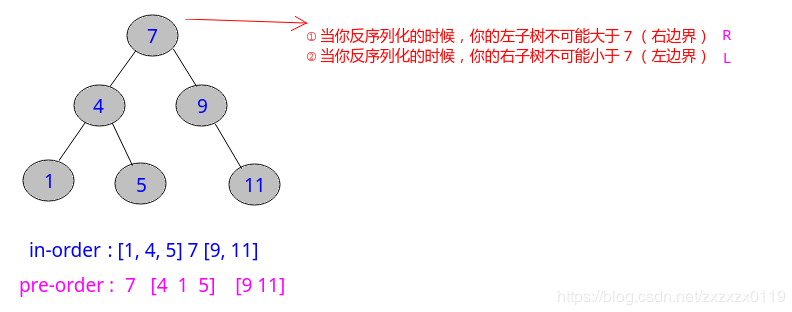 7
① 当你反序列化的时候，你的左子树不可能大于 7（右边界） R
② 当你反序列化的时候，你的右子树不可能小于 7（左边界） L
4 9
1 5 11
in-order : [1, 4, 5] 7 [9, 11]
pre-order : 7 [4 1 5] [9 11]
https://blog.csdn.net/zxzxzx0119